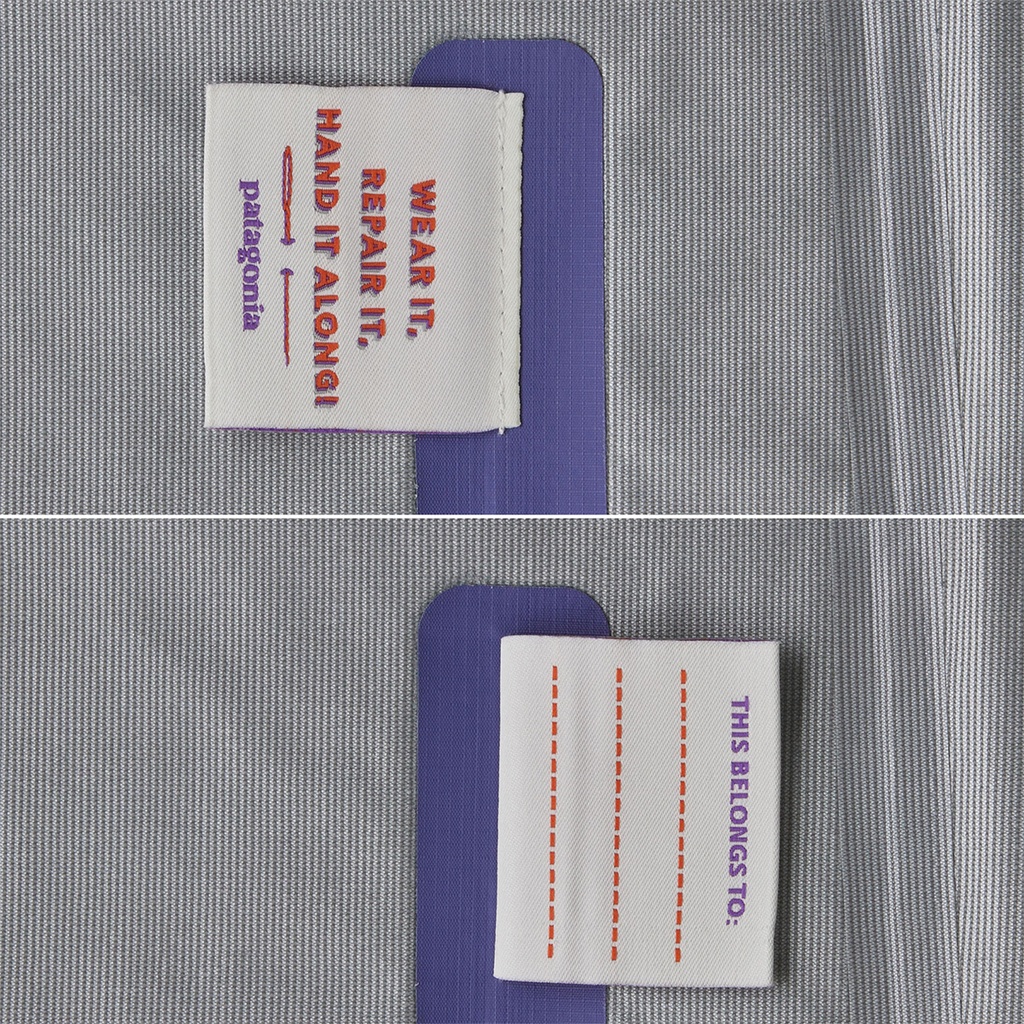 WEAR IT,
REPAIR IT,
HAND IT ALONG!
patagonia
THIS BELONGS TO: